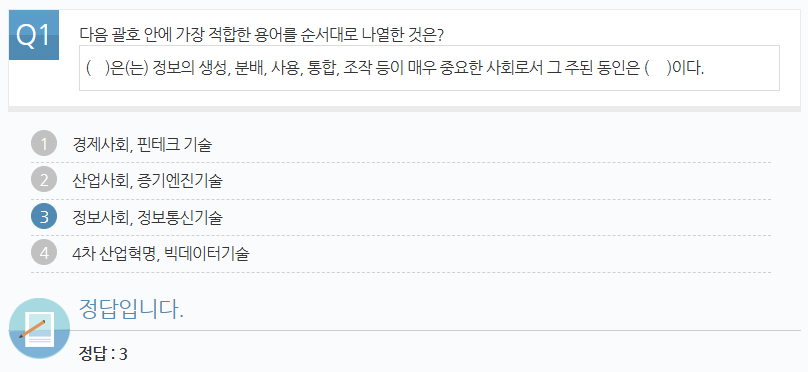 Q1
다음 괄호 안에 가장 적합한 용어를 순서대로 나열한 것은?
( )은(는) 정보의 생성, 분배, 사용, 통합, 조작 등이 매우 중요한 사회로서 그 주된 동인은 ( )이다.
1 경제사회, 핀테크 기술
2 산업사회, 증기엔진기술
3 정보사회, 정보통신기술
4 4차 산업혁명, 빅데이터기술
정답입니다.
정답 : 3